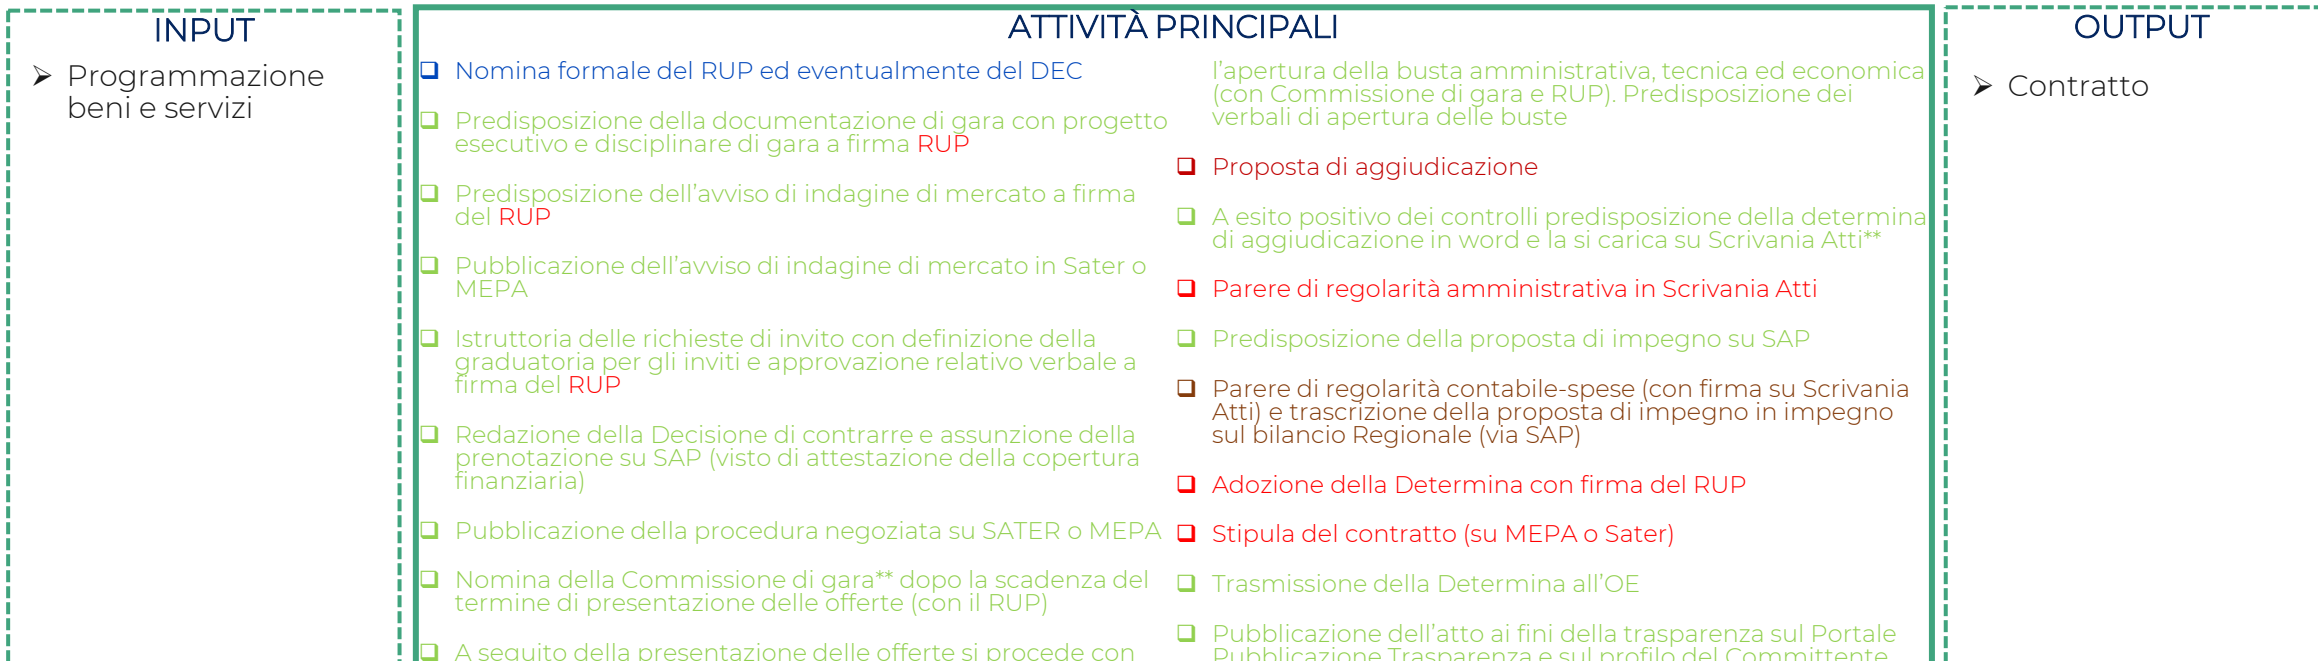 INPUT
➢ Programmazione
beni e servizi
ATTIVITÀ PRINCIPALI
❑ Nomina formale del RUP ed eventualmente del DEC
❑ Predisposizione della documentazione di gara con progetto
esecutivo e disciplinare di gara a firma RUP
❑ Predisposizione dell'avviso di indagine di mercato a firma
del RUP
❑ Pubblicazione dell'avviso di indagine di mercato in Sater o
MEPA
❑ Istruttoria delle richieste di invito con definizione della
graduatoria per gli inviti e approvazione relativo verbale a
firma del RUP
❑ Redazione della Decisione di contrarre e assunzione della
prenotazione su SAP (visto di attestazione della copertura
finanziaria)
❑ Pubblicazione della procedura negoziata su SATER o MEPA
❑ Nomina della Commissione di gara** dopo la scadenza del
termine di presentazione delle offerte (con il RUP)
❑ A seguito della presentazione delle offerte si procede con
l'apertura della busta amministrativa, tecnica ed economica
(con Commissione di gara e RUP). Predisposizione dei
verbali di apertura delle buste
❑ Proposta di aggiudicazione
❑ A esito positivo dei controlli predisposizione della determina
di aggiudicazione in word e la si carica su Scrivania Atti**
❑ Parere di regolarità amministrativa in Scrivania Atti
❑ Predisposizione della proposta di impegno su SAP
❑ Parere di regolarità contabile-spese (con firma su Scrivania
Atti) e trascrizione della proposta di impegno in impegno
sul bilancio Regionale (via SAP)
❑ Adozione della Determina con firma del RUP
❑ Stipula del contratto (su MEPA o Sater)
❑ Trasmissione della Determina all'OE
❑ Pubblicazione dell'atto ai fini della trasparenza sul Portale
Pubblicazione Trasparenza e sul profilo del Committente
OUTPUT
➢ Contratto